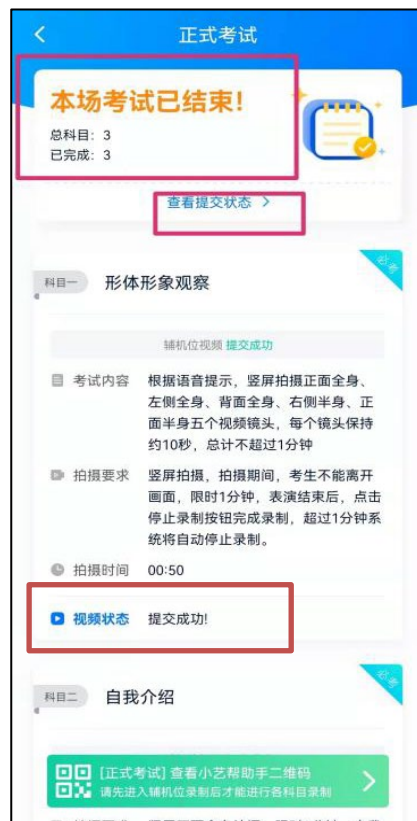 正式考试
本场考试已结束!
总科目: 3
已完成: 3
查看提交状态 >
科目一 形体形象观察
必考
辅机位视频 提交成功
考试内容 根据语音提示，竖屏拍摄正面全身、
左侧全身、背面全身、右侧半身、正
面半身五个视频镜头，每个镜头保持
约10秒，总计不超过1分钟
拍摄要求 竖屏拍摄，拍摄期间，考生不能离开
画面，限时1分钟，表演结束后，点击
停止录制按钮完成录制，超过1分钟系
统将自动停止录制。
拍摄时间 00:50
视频状态 提交成功!
科目二 自我介绍
必考
[正式考试] 查看小艺帮助手二维码
请先进入辅机位录制后才能进行各科目录制